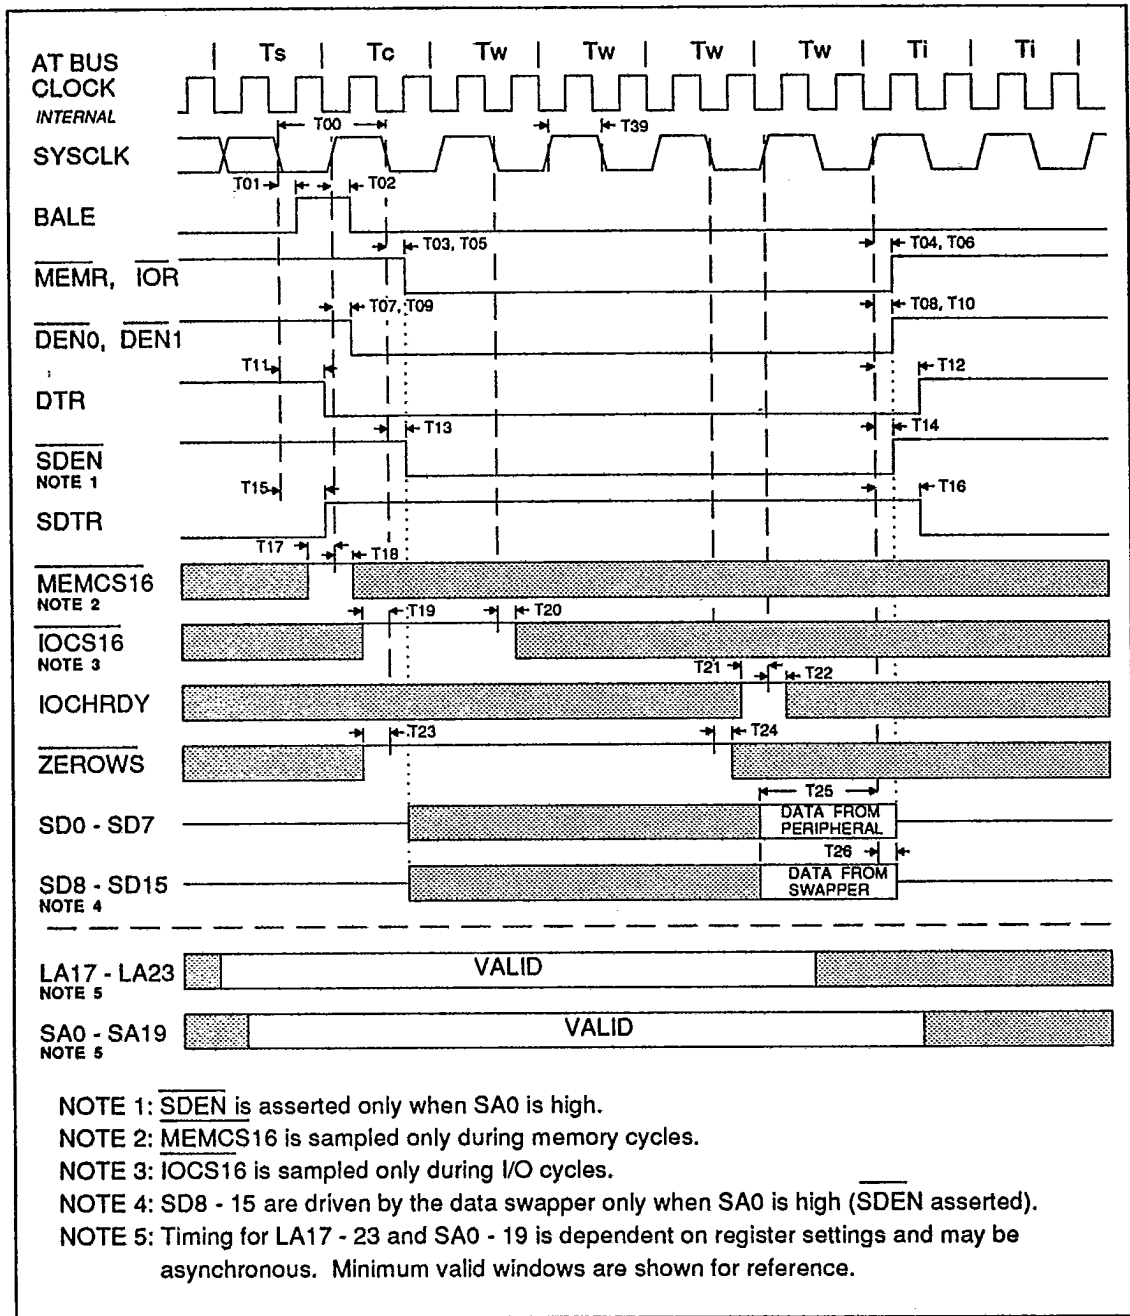 Ts Tc Tw Tw Tw Tw Ti Ti
AT BUS
CLOCK
INTERNAL
T00 T39
SYSCLK
T01 T02
BALE
T03, T05 T04, T06
MEMR, IOR
T07, T09 T08, T10
DEN0, DEN1
T11 T12
DTR
T13 T14
SDEN
NOTE 1
T15 T16
SDTR
T17 T18
MEMCS16
NOTE 2
T19 T20
IOCS16
NOTE 3
T21 T22
IOCHRDY
T23 T24
ZEROWS
T25
SD0 - SD7
DATA FROM
PERIPHERAL
T26
SD8 - SD15
NOTE 4
DATA FROM
SWAPPER
LA17 - LA23 VALID
NOTE 5
SA0 - SA19 VALID
NOTE 5
NOTE 1: SDEN is asserted only when SA0 is high.
NOTE 2: MEMCS16 is sampled only during memory cycles.
NOTE 3: IOCS16 is sampled only during I/O cycles.
NOTE 4: SD8 - 15 are driven by the data swapper only when SA0 is high (SDEN asserted).
NOTE 5: Timing for LA17 - 23 and SA0 - 19 is dependent on register settings and may be
asynchronous. Minimum valid windows are shown for reference.